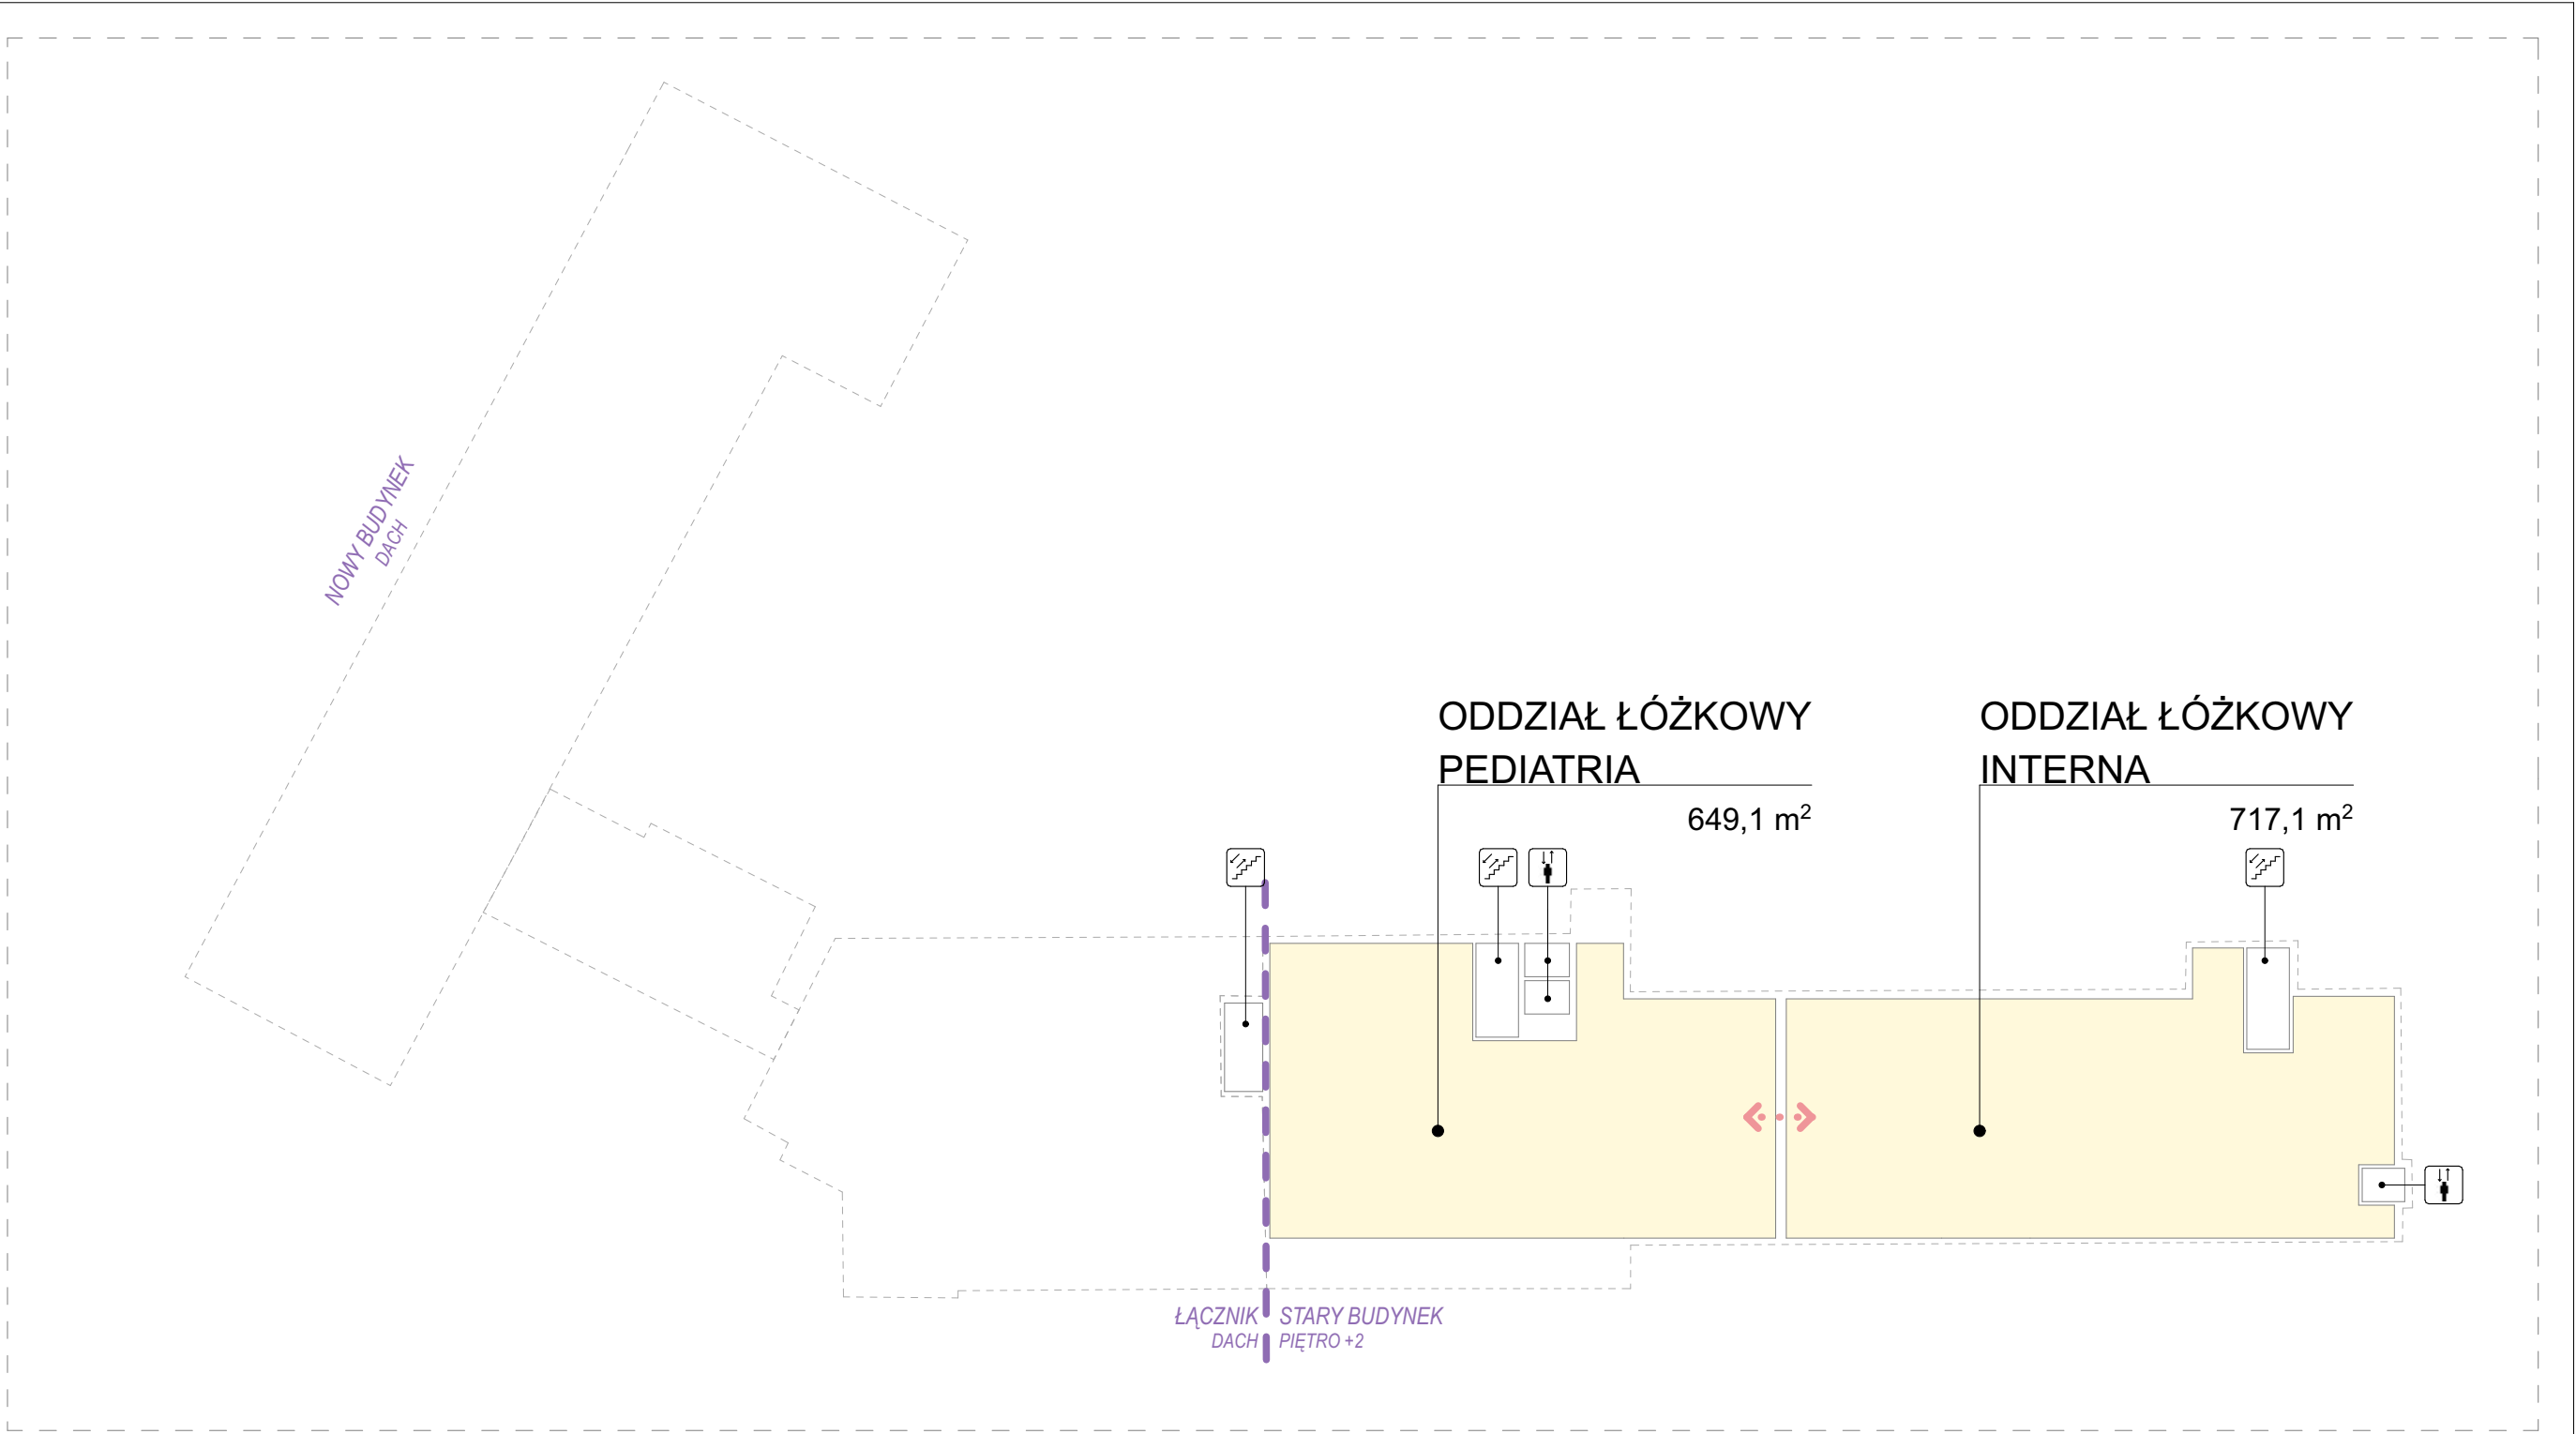 NOWY BUDYNEK
DACH
ODDZIAŁ ŁÓŻKOWY
PEDIATRIA
649,1 m²
ODDZIAŁ ŁÓŻKOWY
INTERNA
717,1 m²
ŁĄCZNIK
DACH
STARY BUDYNEK
PIĘTRO +2